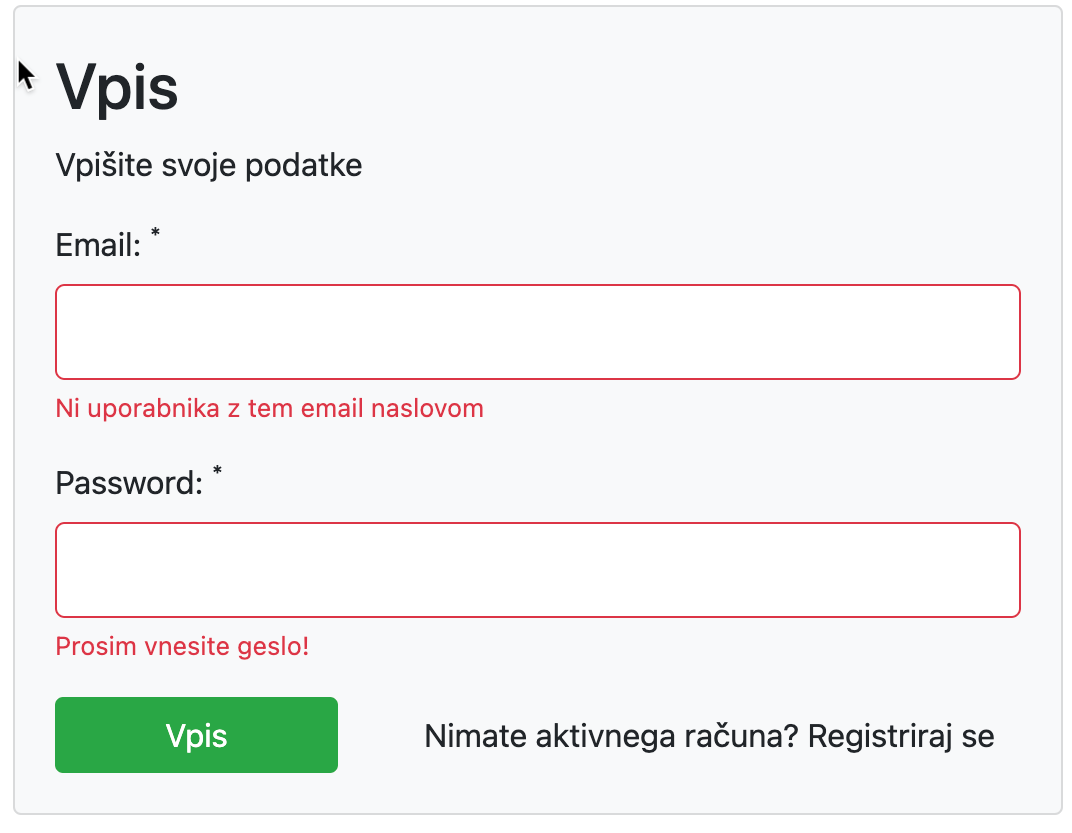 Vpis
Vpišite svoje podatke
Email: *
Ni uporabnika z tem email naslovom
Password: *
Prosim vnesite geslo!
Vpis
Nimate aktivnega računa? Registriraj se